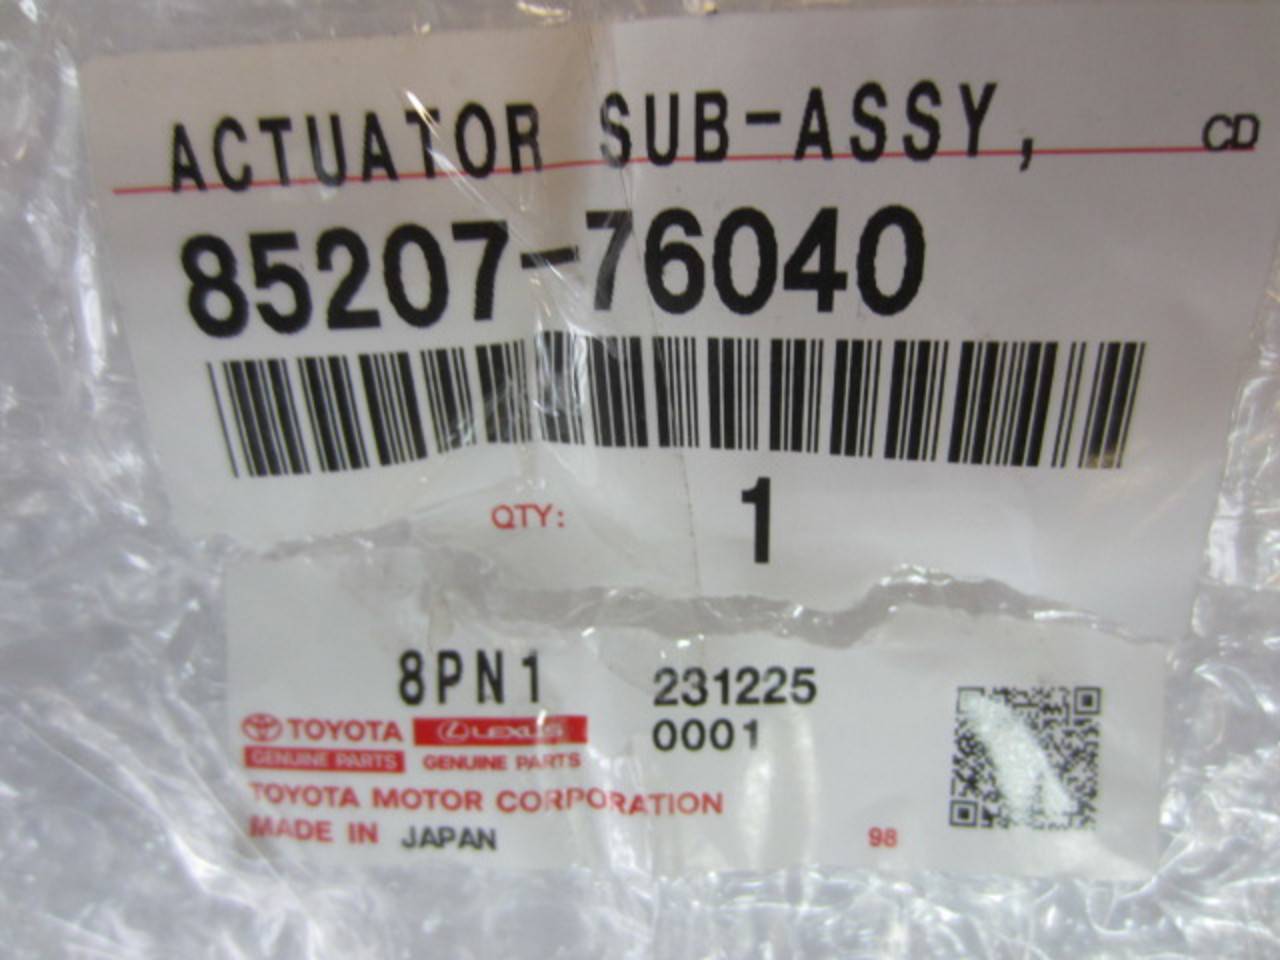 ACTUATOR SUB-ASSY, CD
85207-76040
QTY: 1
8PN1 231225
TOYOTA LEXUS 0001
GENUINE PARTS GENUINE PARTS
TOYOTA MOTOR CORPORATION
MADE IN JAPAN 98